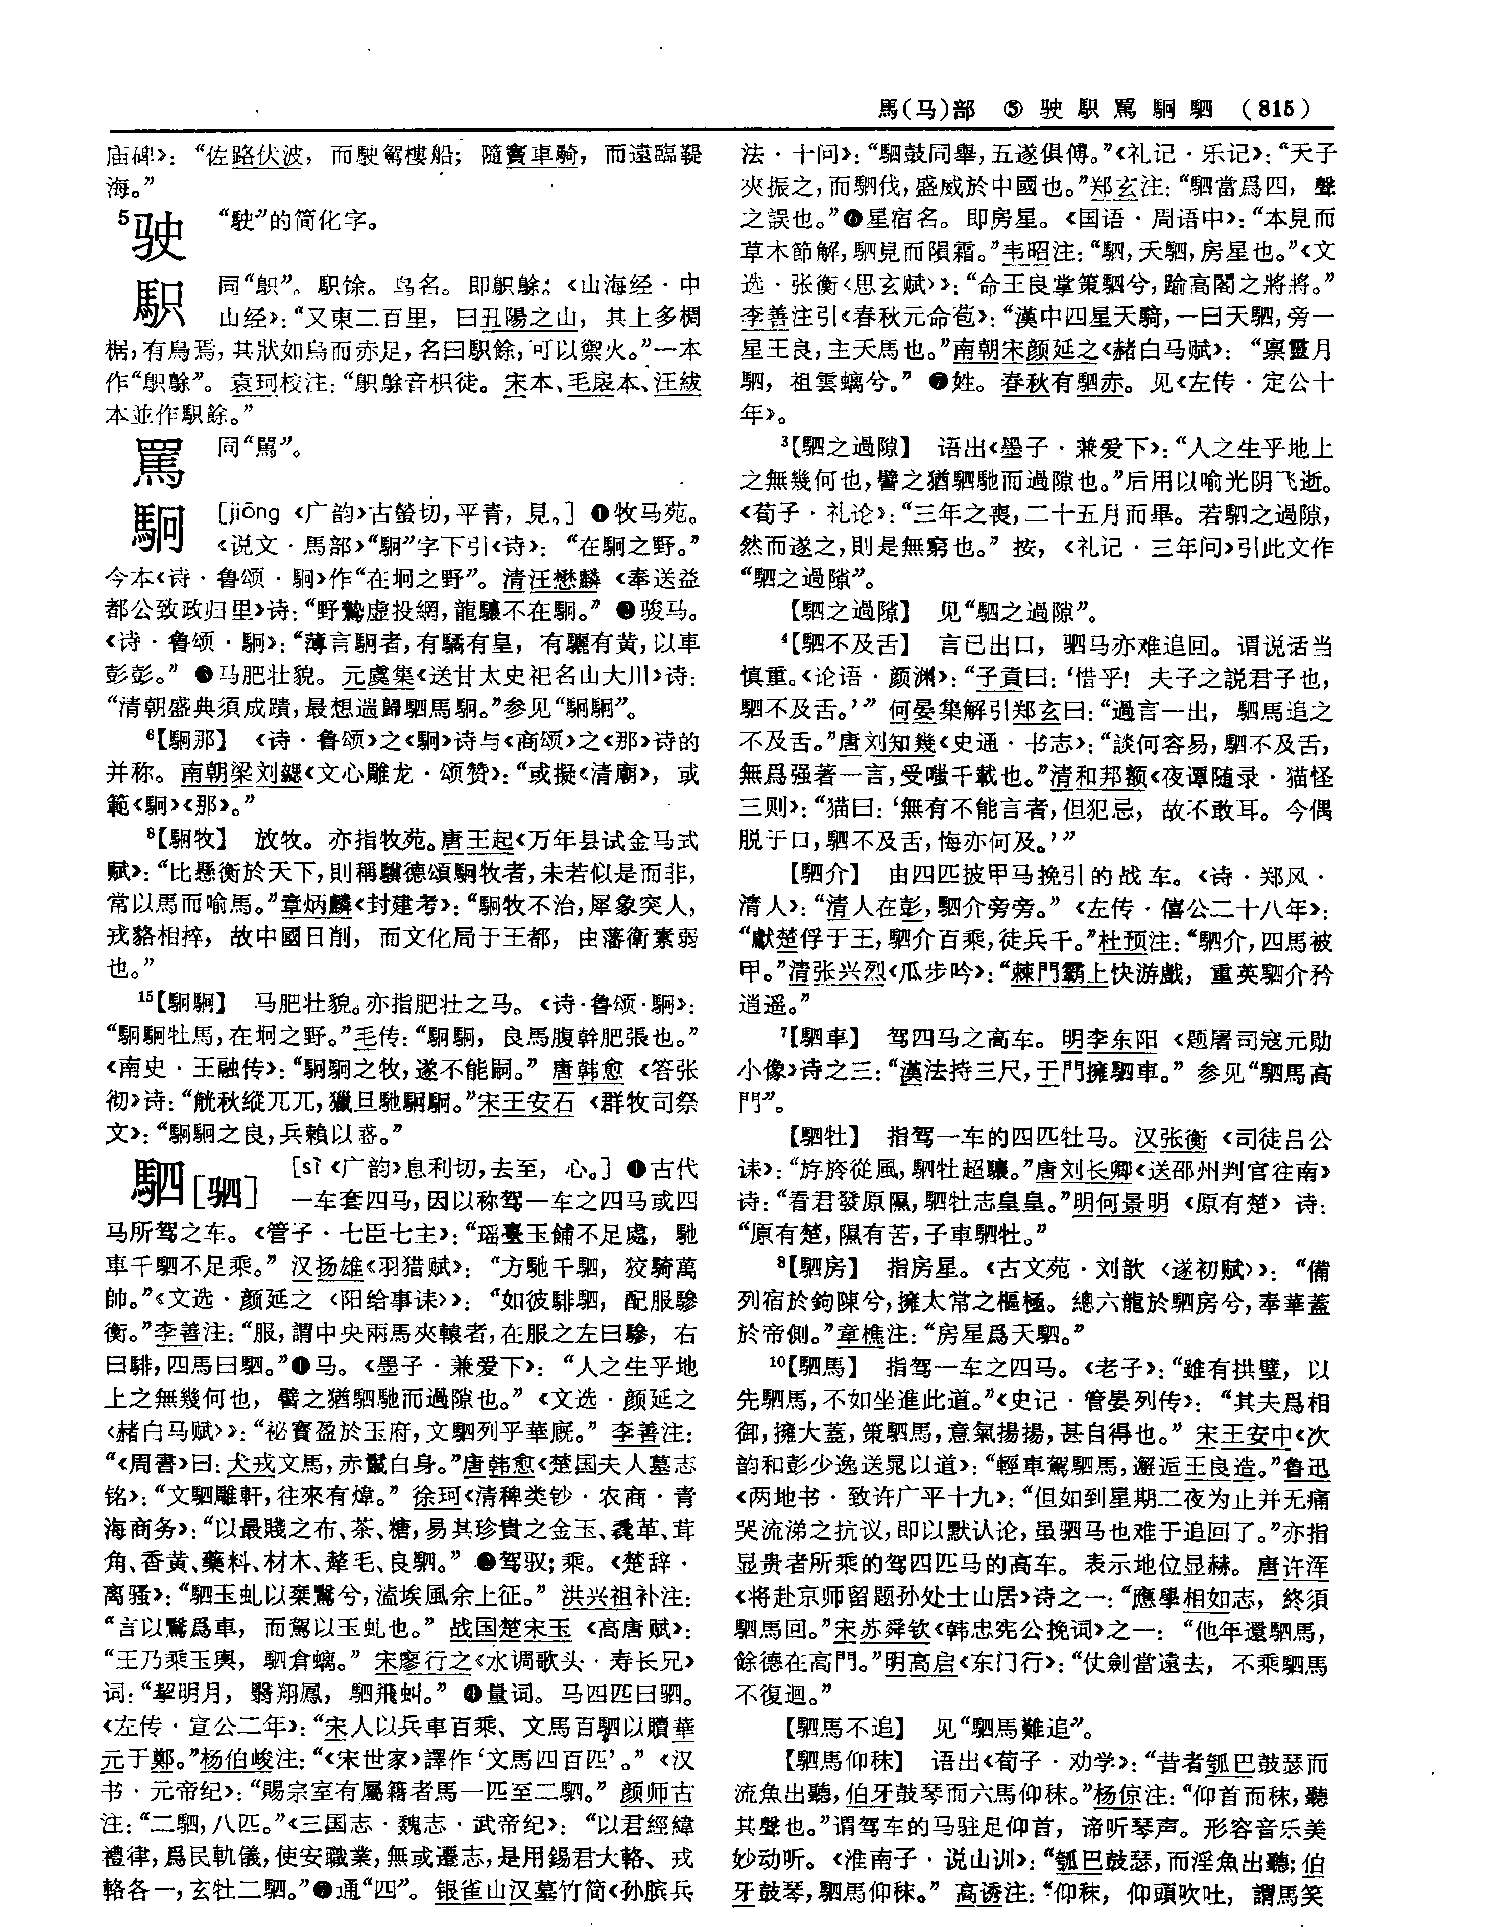 馬(马)部 ⑤ 驶 馹 駡 駉 駟 (815)
庙碑》：“佐路伏波，而駛駕樓船；隨寶車騎，而遠臨鞮
海。”
5驶 “駛”的简化字。
同“䳅”。𫘝馀。鸟名。《山海经·中
山经》：“又東二百里，曰丑陽之山，其上多椆
椐，有鳥焉，其狀如烏而赤足，名曰餘，可以禦火。”一本
袁珂校注：宋本、毛扆本、汪紱
駡 同“罵”。
駉 [jiōng 《广韵》古螢切，平青，見。] ❶牧马苑。
《说文·馬部》“駉”字下引《诗》：“在駉之野。”
今本《诗·鲁颂·駉》作“在坰之野”。清汪懋麟《奉送益
都公致政归里》诗：“野鷙虚投網，龍驤不在駉。”❷骏马。
《诗·鲁颂·駉》：“薄言駉者，有驈有皇，有驪有黄，以車
彭彭。”❸马肥壮貌。元虞集《送甘太史祀名山大川》诗：
“清朝盛典須成蹟，最想遄歸駟馬駉。”参见“駉駉”。
6【駉那】 《诗·鲁颂》之《駉》诗与《商颂》之《那》诗的
并称。南朝梁刘勰《文心雕龙·颂赞》：“或擬《清廟》，或
範《駉》《那》。”
8【駉牧】 放牧。亦指牧苑。唐王起《万年县试金马式
赋》：“比懸衡於天下，則稱驥德頌駉牧者，未若似是而非，
常以馬而喻馬。”章炳麟《封建考》：“駉牧不治，犀象突人，
戎貉相捽，故中國日削，而文化局于王都，由藩衛素弱
也。”
15【駉駉】 马肥壮貌。亦指肥壮之马。《诗·鲁颂·駉》：
“駉駉牡馬，在坰之野。”毛传：“駉駉，良馬腹幹肥張也。”
《南史·王融传》：“駉駉之牧，遂不能嗣。”唐韩愈《答张
彻》诗：“觥秋縱兀兀，獵旦馳駉駉。”宋王安石《群牧司祭
文》：“駉駉之良，兵賴以蕃。”
駟[驷] [sì《广韵》息利切，去至，心。] ❶古代
一车套四马，因以称驾一车之四马或四
马所驾之车。《管子·七臣七主》：“瑶臺玉餔不足處，馳
車千駟不足乘。”汉扬雄《羽猎赋》：“方馳千駟，狡騎萬
帥。”《文选·颜延之〈阳给事诔〉》：“如彼騑駟，配服驂
衡。”李善注：“服，謂中央兩馬夾轅者，在服之左曰驂，右
曰騑，四馬曰駟。”❶马。《墨子·兼爱下》：“人之生乎地
上之無幾何也，譬之猶駟馳而過隙也。”《文选·颜延之
〈赭白马赋〉》：“祕寶盈於玉府，文駟列乎華廄。”李善注：
“《周書》曰：犬戎文馬，赤鬣白身。”唐韩愈《楚国夫人墓志
铭》：“文駟雕軒，往來有煒。”徐珂《清稗类钞·农商·青
海商务》：“以最賤之布、茶、糖，易其珍貴之金玉、毳革、茸
角、香黄、藥料、材木、氂毛、良駟。”❸驾驭；乘。《楚辞·
离骚》：“駟玉虬以椉鷖兮，溘埃風余上征。”洪兴祖补注：
“言以鷖爲車，而駕以玉虬也。”战国楚宋玉《高唐赋》：
“王乃乘玉輿，駟倉螭。”宋廖行之《水调歌头·寿长兄》
词：“挈明月，翳翔鳳，駟飛虯。”❹量词。马四匹曰駟。
《左传·宣公二年》：“宋人以兵車百乘、文馬百駟以贖華
元于鄭。”杨伯峻注：“《宋世家》譯作‘文馬四百匹’。”《汉
书·元帝纪》：“賜宗室有屬籍者馬一匹至二駟。”颜师古
注：“二駟，八匹。”《三国志·魏志·武帝纪》：“以君經緯
禮律，爲民軌儀，使安職業，無或遷志，是用錫君大輅、戎
輅各一，玄牡二駟。”❺通“四”。银雀山汉墓竹简《孙膑兵
法·十问》：“駟鼓同舉，五遂俱傅。”《礼记·乐记》：“天子
夾振之，而駟伐，盛威於中國也。”郑玄注：“駟當爲四，聲
之誤也。”❻星宿名。即房星。《国语·周语中》：“本見而
草木節解，駟見而隕霜。”韦昭注：“駟，天駟，房星也。”《文
选·张衡〈思玄赋〉》：“命王良掌策駟兮，踰高閣之將將。”
李善注引《春秋元命苞》：“漢中四星天騎，一曰天駟，旁一
星王良，主天馬也。”南朝宋颜延之《赭白马赋》：“禀靈月
駟，祖雲螭兮。”❼姓。春秋有駟赤。见《左传·定公十
年》。
3【駟之過隙】 语出《墨子·兼爱下》：“人之生乎地上
之無幾何也，譬之猶駟馳而過隙也。”后用以喻光阴飞逝。
《荀子·礼论》：“三年之喪，二十五月而畢。若駟之過隙，
然而遂之，則是無窮也。”按，《礼记·三年问》引此文作
“駟之過隙”。
【駟之過隙】 见“駟之過隙”。
4【駟不及舌】 言已出口，驷马亦难追回。谓说话当
慎重。《论语·颜渊》：“子貢曰：‘惜乎！夫子之説君子也，
駟不及舌。’”何晏集解引郑玄曰：“過言一出，駟馬追之
不及舌。”唐刘知幾《史通·书志》：“談何容易，駟不及舌，
無爲强著一言，受嗤千載也。”清和邦额《夜谭随录·猫怪
三则》：“猫曰：‘無有不能言者，但犯忌，故不敢耳。今偶
脱于口，駟不及舌，悔亦何及。’”
【駟介】 由四匹披甲马挽引的战车。《诗·郑风·
清人》：“清人在彭，駟介旁旁。”《左传·僖公二十八年》：
“獻楚俘于王，駟介百乘，徒兵千。”杜预注：“駟介，四馬被
甲。”清张兴烈《瓜步吟》：“棘門霸上快游戲，重英駟介矜
逍遥。”
7【駟車】 驾四马之高车。明李东阳《题屠司寇元勋
小像》诗之三：“漢法持三尺，于門擁駟車。”参见“駟馬高
門”。
【駟牡】 指驾一车的四匹牡马。汉张衡《司徒吕公
诔》：“斿旍從風，駟牡超驤。”唐刘长卿《送邵州判官往南》
诗：“看君發原隰，駟牡志皇皇。”明何景明《原有楚》诗：
“原有楚，隰有苦，子車駟牡。”
8【駟房】 指房星。《古文苑·刘歆〈遂初赋〉》：“備
列宿於鉤陳兮，擁太常之樞極。總六龍於駟房兮，奉華蓋
於帝側。”章樵注：“房星爲天駟。”
10【駟馬】 指驾一车之四马。《老子》：“雖有拱璧，以
先駟馬，不如坐進此道。”《史记·管晏列传》：“其夫爲相
御，擁大蓋，策駟馬，意氣揚揚，甚自得也。”宋王安中《次
韵和彭少逸送晁以道》：“輕車駕駟馬，邂逅王良造。”鲁迅
《两地书·致许广平十九》：“但如到星期二夜为止并无痛
哭流涕之抗议，即以默认论，虽驷马也难于追回了。”亦指
显贵者所乘的驾四匹马的高车。表示地位显赫。唐许浑
《将赴京师留题孙处士山居》诗之一：“應學相如志，終須
駟馬回。”宋苏舜钦《韩忠宪公挽词》之一：“他年還駟馬，
餘德在高門。”明高启《东门行》：“仗劍當遠去，不乘駟馬
不復迴。”
【駟馬不追】 见“駟馬難追”。
【駟馬仰秣】 语出《荀子·劝学》：“昔者瓠巴鼓瑟而
流魚出聽，伯牙鼓琴而六馬仰秣。”杨倞注：“仰首而秣，聽
其聲也。”谓驾车的马驻足仰首，谛听琴声。形容音乐美
妙动听。《淮南子·说山训》：“瓠巴鼓瑟，而淫魚出聽；伯
牙鼓琴，駟馬仰秣。”高诱注：“仰秣，仰頭吹吐，謂馬笑